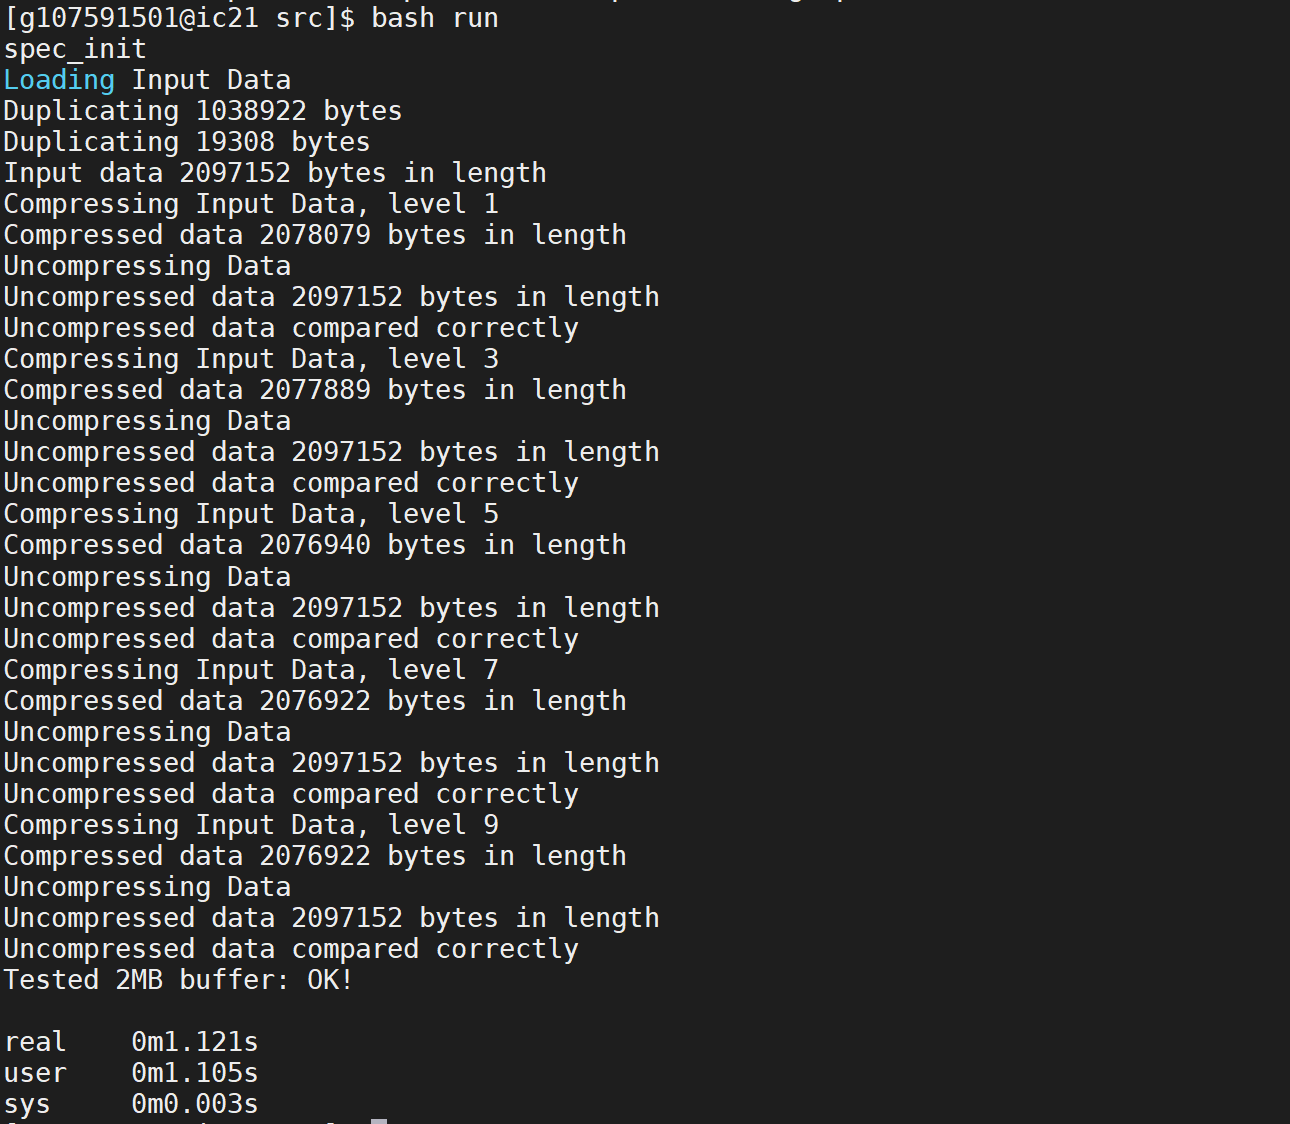 [g107591501@ic21 src]$ bash run
spec_init
Loading Input Data
Duplicating 1038922 bytes
Duplicating 19308 bytes
Input data 2097152 bytes in length
Compressing Input Data, level 1
Compressed data 2078079 bytes in length
Uncompressing Data
Uncompressed data 2097152 bytes in length
Uncompressed data compared correctly
Compressing Input Data, level 3
Compressed data 2077889 bytes in length
Uncompressing Data
Uncompressed data 2097152 bytes in length
Uncompressed data compared correctly
Compressing Input Data, level 5
Compressed data 2076940 bytes in length
Uncompressing Data
Uncompressed data 2097152 bytes in length
Uncompressed data compared correctly
Compressing Input Data, level 7
Compressed data 2076922 bytes in length
Uncompressing Data
Uncompressed data 2097152 bytes in length
Uncompressed data compared correctly
Compressing Input Data, level 9
Compressed data 2076922 bytes in length
Uncompressing Data
Uncompressed data 2097152 bytes in length
Uncompressed data compared correctly
Tested 2MB buffer: OK!
real 0m1.121s
user 0m1.105s
sys 0m0.003s